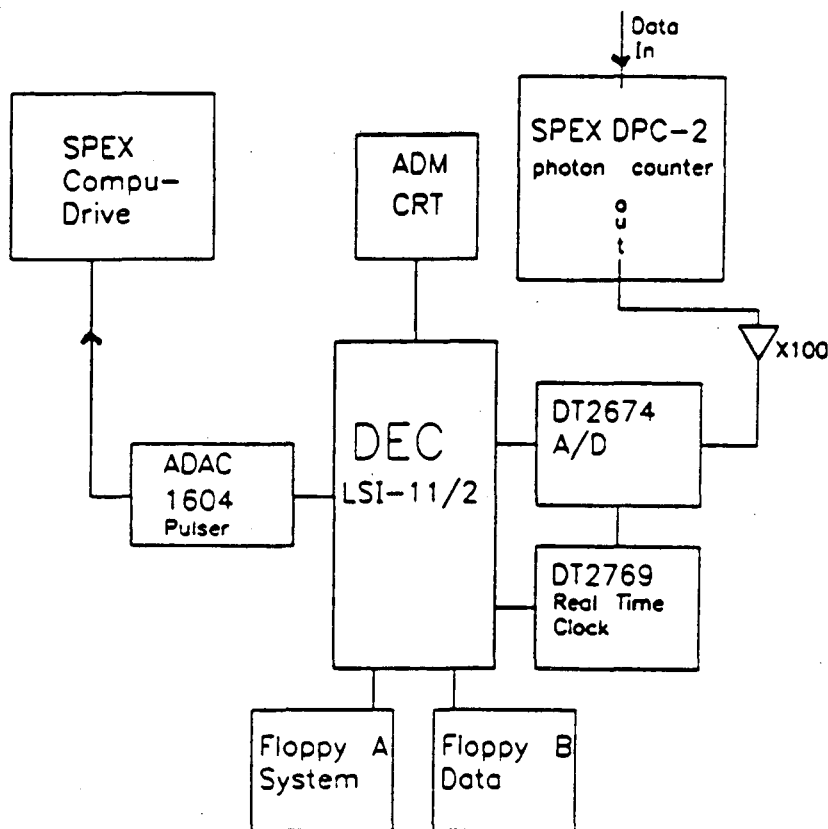 Data
In
SPEX
Compu-
Drive
ADM
CRT
SPEX DPC-2
photon counter
out
X100
DEC
LSI-11/2
DT2674
A/D
ADAC
1604
Pulser
DT2769
Real Time
Clock
Floppy A
System
Floppy B
Data